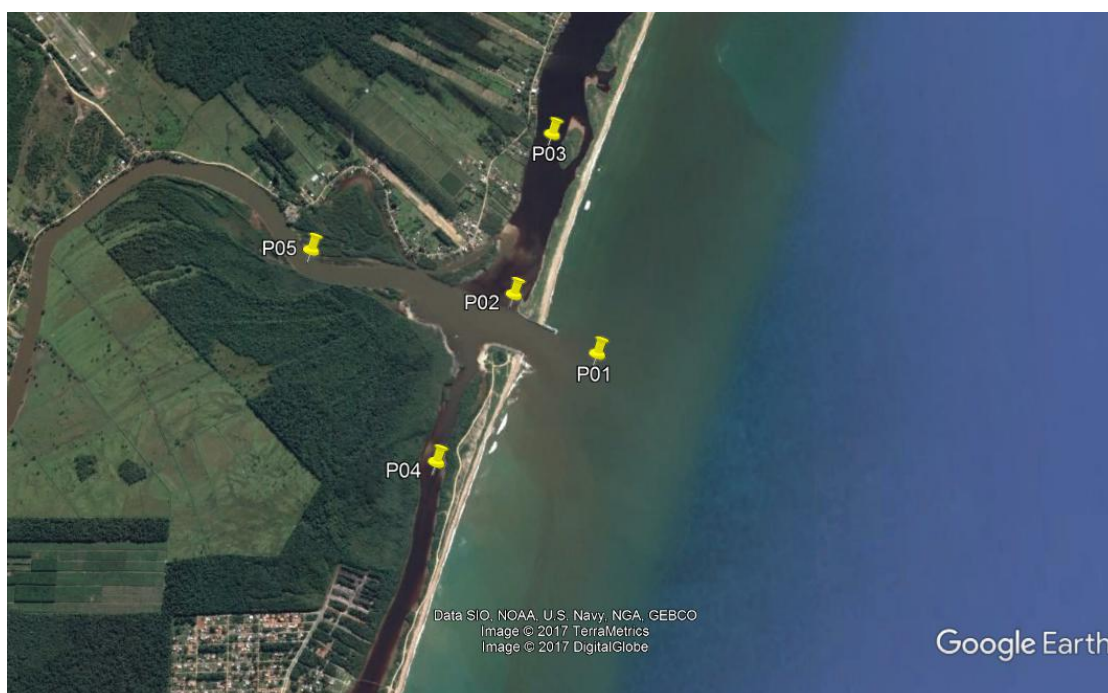 P03
P05
P02
P01
P04
Data SIO, NOAA, U.S. Navy, NGA, GEBCO
Image © 2017 TerraMetrics
Image © 2017 DigitalGlobe
Google Earth